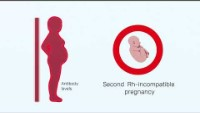 Antibody
levels
Second Rh-incompatible
pregnancy